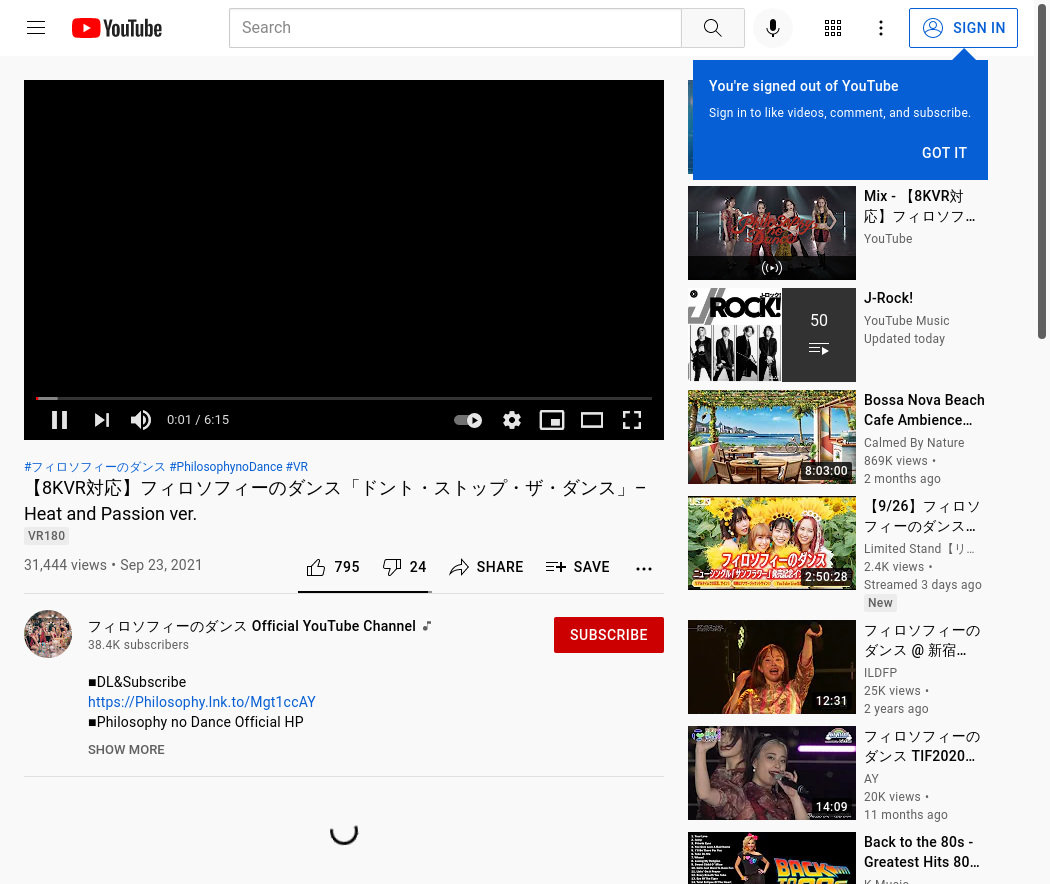 YouTube
Search
SIGN IN
You're signed out of YouTube
Sign in to like videos, comment, and subscribe.
GOT IT
0:01 / 6:15
#フィロソフィーのダンス #PhilosophynoDance #VR
【8KVR対応】フィロソフィーのダンス「ドント・ストップ・ザ・ダンス」–
Heat and Passion ver.
VR180
31,444 views • Sep 23, 2021
795
24
SHARE
SAVE
フィロソフィーのダンス Official YouTube Channel
38.4K subscribers
SUBSCRIBE
■DL&Subscribe
https://Philosophy.lnk.to/Mgt1ccAY
■Philosophy no Dance Official HP
SHOW MORE
Mix - 【8KVR対
応】フィロソフ...
YouTube
ROCK!
50
J-Rock!
YouTube Music
Updated today
8:03:00
Bossa Nova Beach
Cafe Ambience...
Calmed By Nature
869K views •
2 months ago
フィロソフィーのダンス
2:50:28
【9/26】フィロソ
フィーのダンス...
Limited Stand【リ...
2.4K views •
Streamed 3 days ago
New
12:31
フィロソフィーの
ダンス @ 新宿...
ILDFP
25K views •
2 years ago
14:09
フィロソフィーの
ダンス TIF2020...
AY
20K views •
11 months ago
BACK
Back to the 80s -
Greatest Hits 80...
K Music